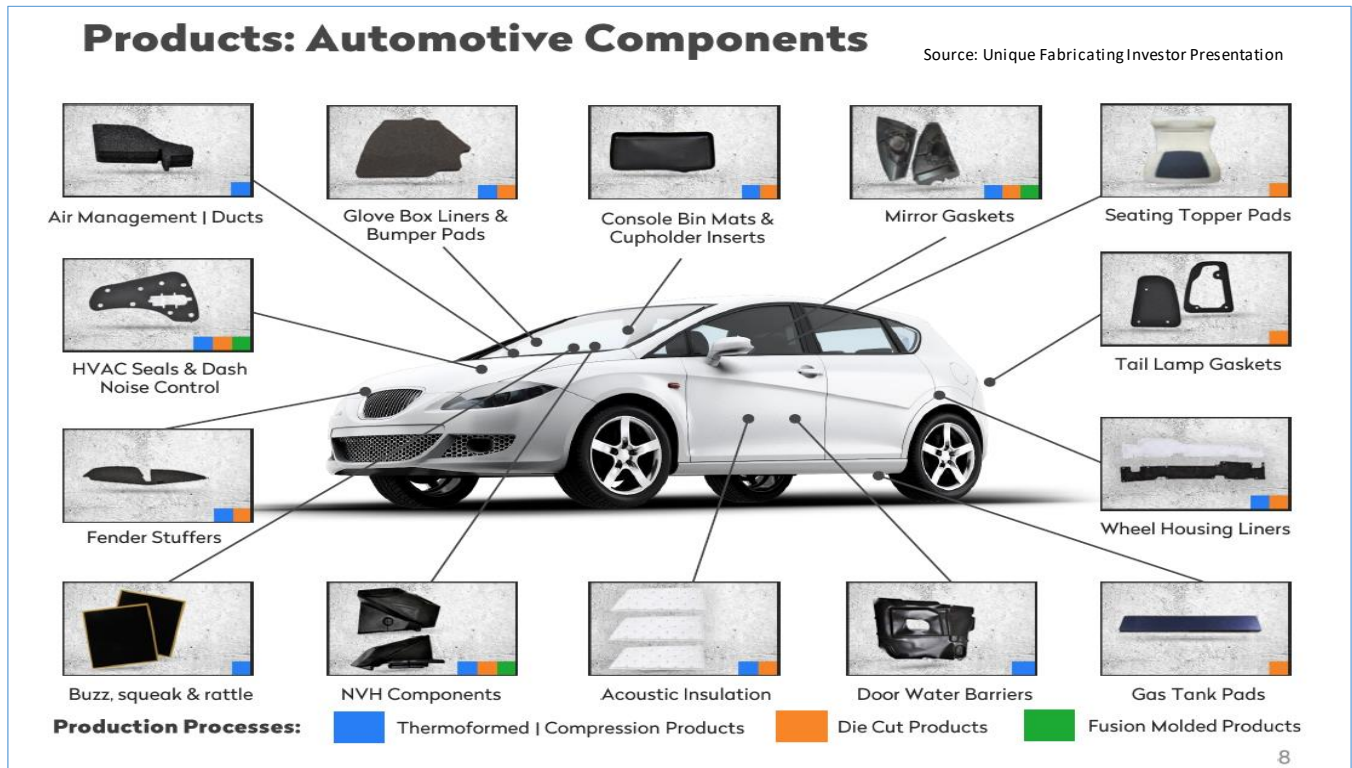 Products: Automotive Components
Source: Unique Fabricating Investor Presentation
Air Management | Ducts
Glove Box Liners &
Bumper Pads
Console Bin Mats &
Cupholder Inserts
Mirror Gaskets
Seating Topper Pads
HVAC Seals & Dash
Noise Control
Tail Lamp Gaskets
Fender Stuffers
Wheel Housing Liners
Buzz, squeak & rattle
NVH Components
Acoustic Insulation
Door Water Barriers
Gas Tank Pads
Production Processes:
Thermoformed | Compression Products
Die Cut Products
Fusion Molded Products
8